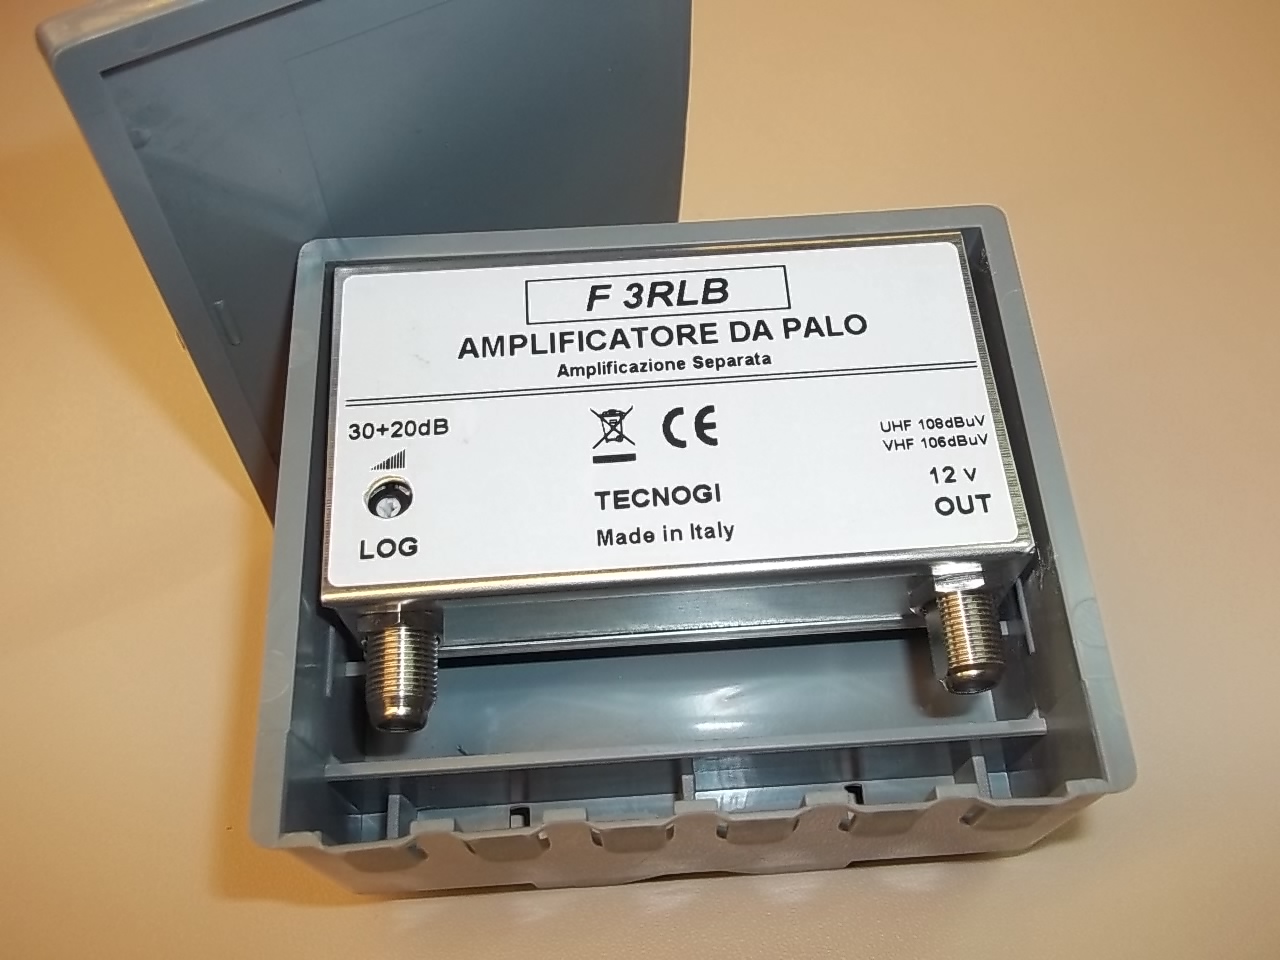 F 3RLB
AMPLIFICATORE DA PALO
Amplificazione Separata
30+20dB
CE
UHF 108dBuV
VHF 106dBuV
12 v
TECNOGI
OUT
LOG
Made in Italy